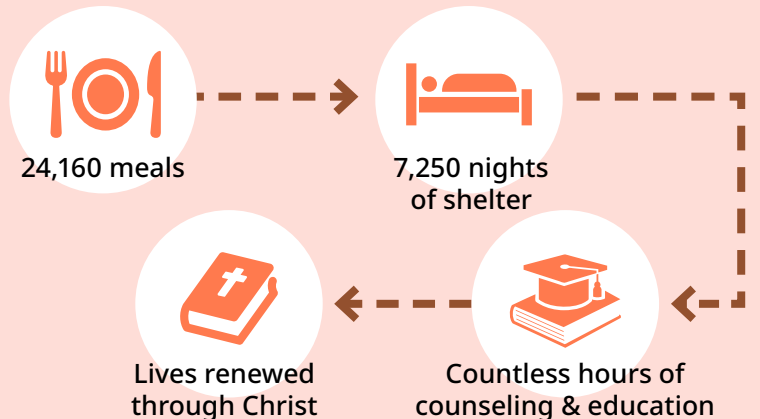 24,160 meals
7,250 nights
of shelter
Countless hours of
counseling & education
Lives renewed
through Christ